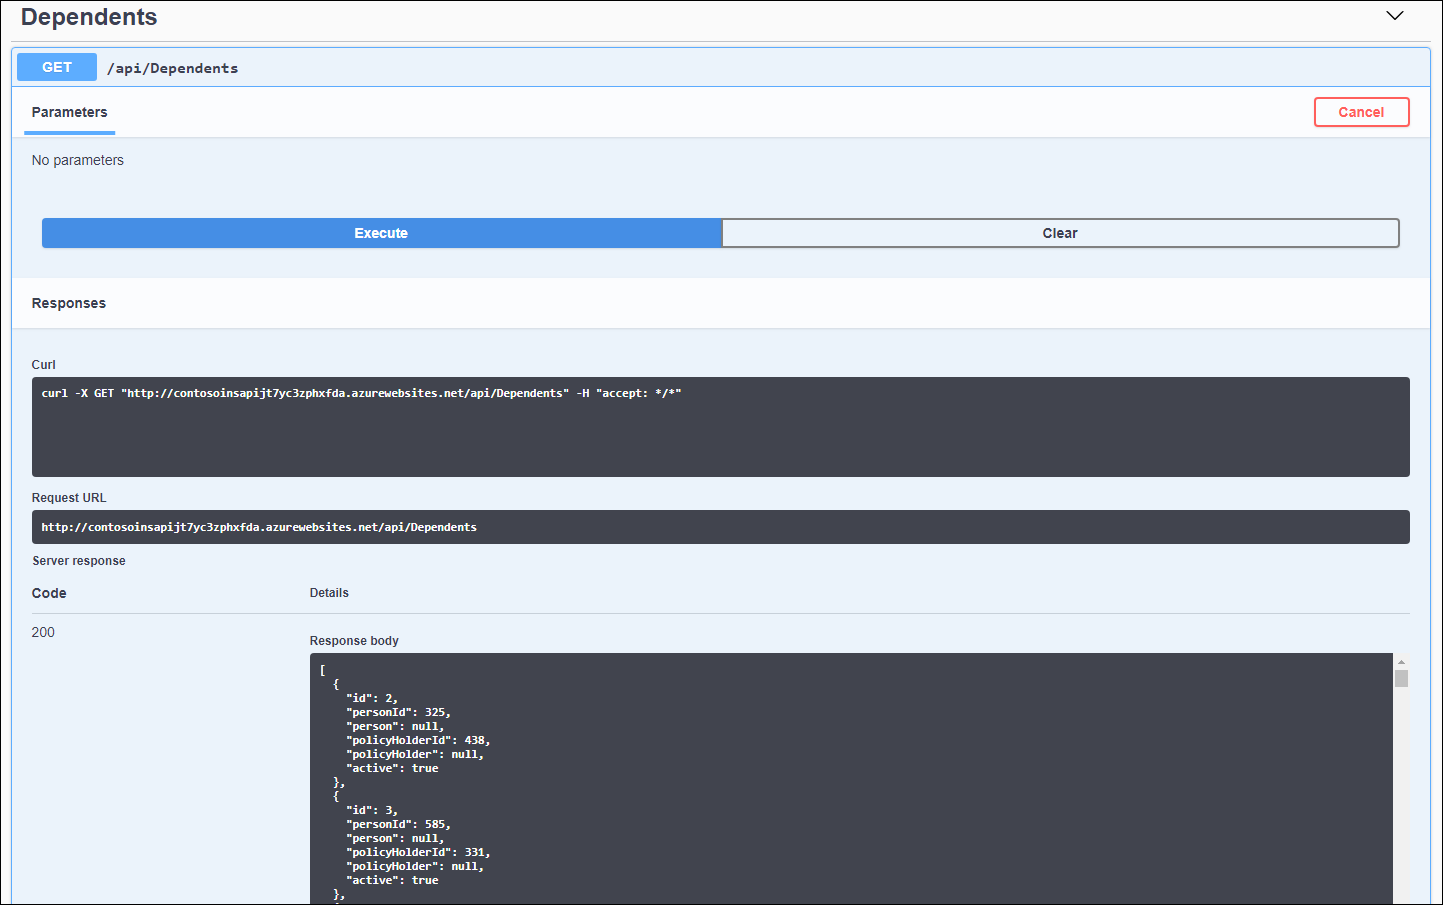 Dependents
GET /api/Dependents
Parameters Cancel
No parameters
Execute Clear
Responses
Curl
curl -X GET "http://contosoinsapijt7yc3zphxfda.azurewebsites.net/api/Dependents" -H "accept: */*"
Request URL
http://contosoinsapijt7yc3zphxfda.azurewebsites.net/api/Dependents
Server response
Code Details
200
Response body
[
  {
    "id": 2,
    "personId": 325,
    "person": null,
    "policyHolderId": 438,
    "policyHolder": null,
    "active": true
  },
  {
    "id": 3,
    "personId": 585,
    "person": null,
    "policyHolderId": 331,
    "policyHolder": null,
    "active": true
  },